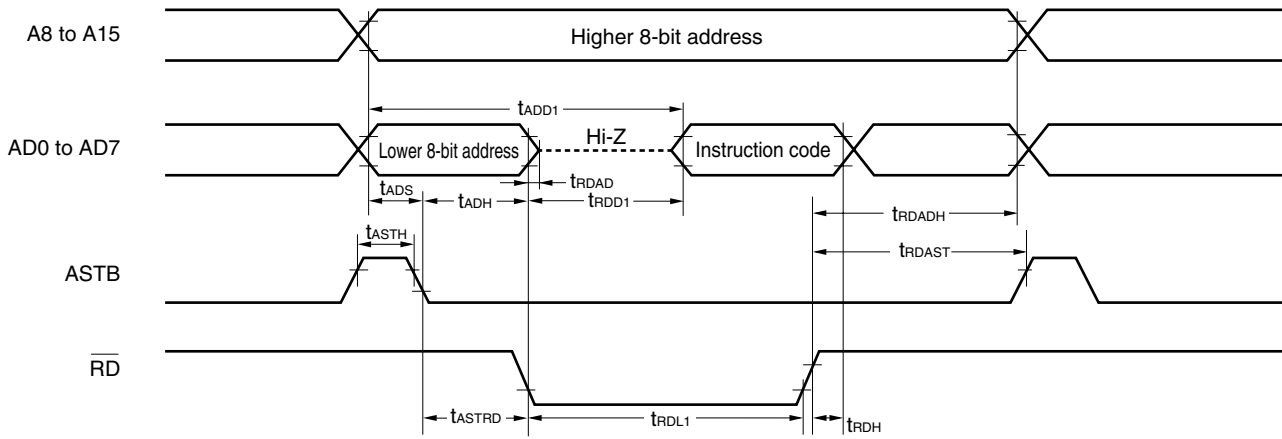 A8 to A15
Higher 8-bit address
tADD1
AD0 to AD7
Lower 8-bit address
Hi-Z
Instruction code
tRDAD
tADS
tADH
tRDD1
tRDADH
tASTH
tRDAST
ASTB
RD
tASTRD
tRDL1
tRDH